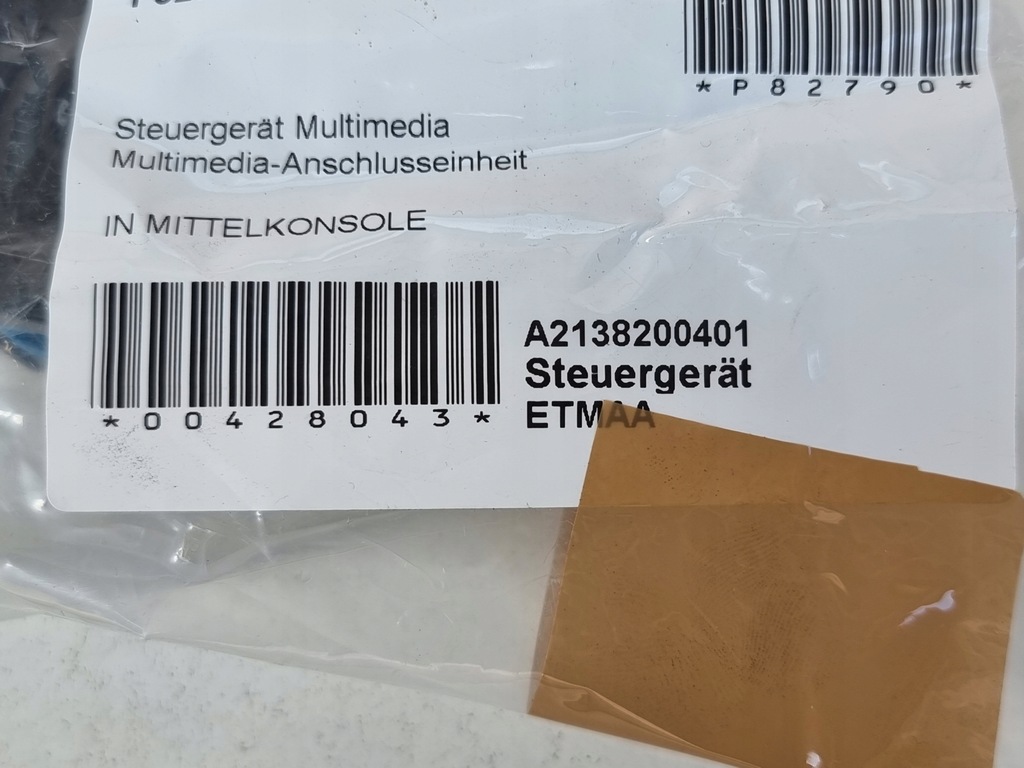 *P82790*
Steuergerät Multimedia
Multimedia-Anschlusseinheit
IN MITTELKONSOLE
*00428043*
A2138200401
Steuergerät
ETMAA